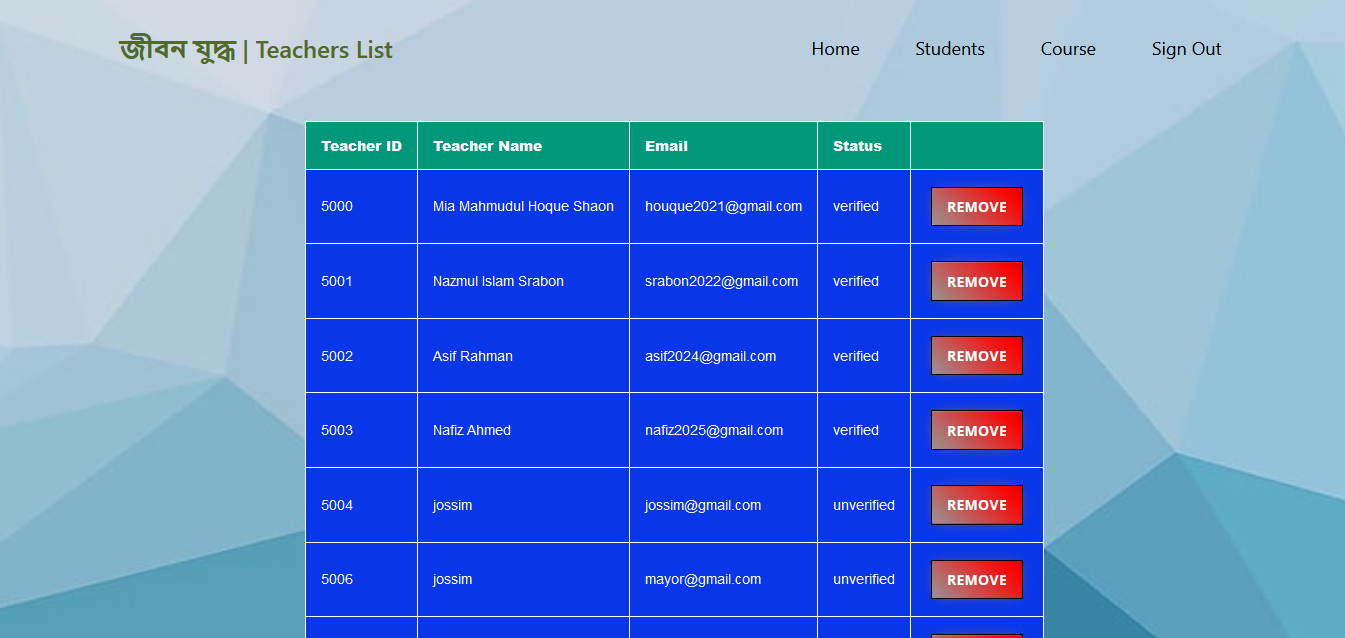 জীবন যুদ্ধ | Teachers List
Home Students Course Sign Out
Teacher ID Teacher Name Email Status
5000 Mia Mahmudul Hoque Shaon houque2021@gmail.com verified REMOVE
5001 Nazmul Islam Srabon srabon2022@gmail.com verified REMOVE
5002 Asif Rahman asif2024@gmail.com verified REMOVE
5003 Nafiz Ahmed nafiz2025@gmail.com verified REMOVE
5004 jossim jossim@gmail.com unverified REMOVE
5006 jossim mayor@gmail.com unverified REMOVE